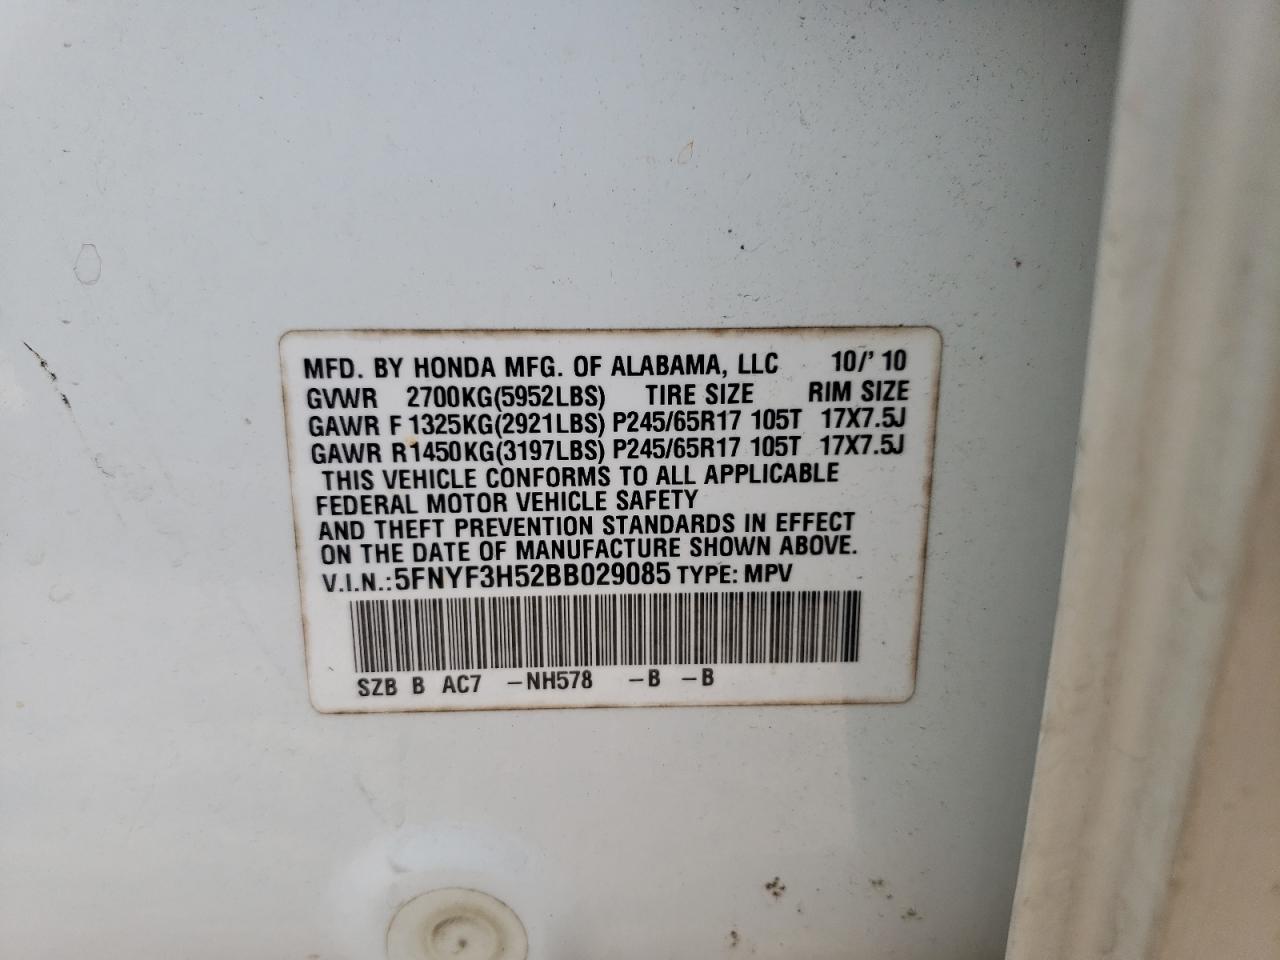 MFD. BY HONDA MFG. OF ALABAMA, LLC 10/' 10
GVWR 2700KG(5952LBS) TIRE SIZE RIM SIZE
GAWR F 1325KG(2921LBS) P245/65R17 105T 17X7.5J
GAWR R1450KG(3197LBS) P245/65R17 105T 17X7.5J
THIS VEHICLE CONFORMS TO ALL APPLICABLE
FEDERAL MOTOR VEHICLE SAFETY
AND THEFT PREVENTION STANDARDS IN EFFECT
ON THE DATE OF MANUFACTURE SHOWN ABOVE.
V.I.N.:5FNYF3H52BB029085 TYPE: MPV
SZB B AC7 -NH578 -B -B